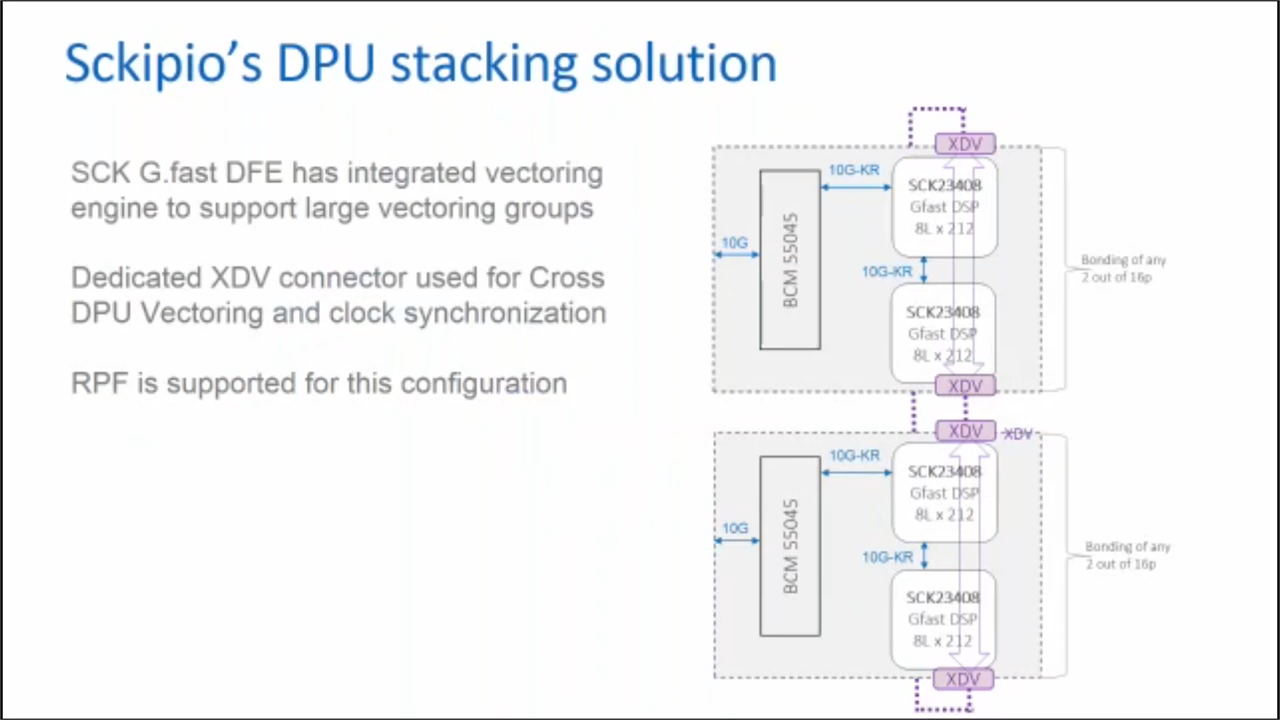 Sckipio's DPU stacking solution
SCK G.fast DFE has integrated vectoring
engine to support large vectoring groups
Dedicated XDV connector used for Cross
DPU Vectoring and clock synchronization
RPF is supported for this configuration
XDV
10G-KR
SCK23408
Gfast DSP
8L x 212
10G
BCM 55045
10G-KR
Bonding of any
2 out of 16p
SCK23408
Gfast DSP
8L x 212
XDV
XDV
XDV
10G-KR
SCK23408
Gfast DSP
8L x 212
10G
BCM 55045
10G-KR
Bonding of any
2 out of 16p
SCK23408
Gfast DSP
8L x 212
XDV